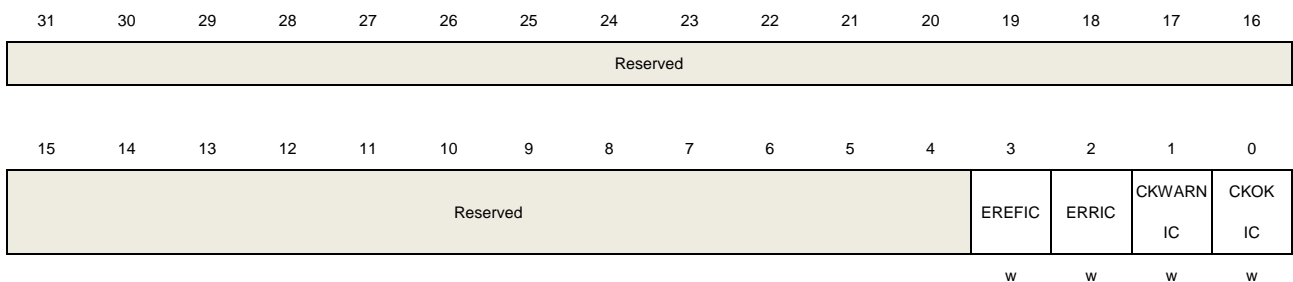 31 30 29 28 27 26 25 24 23 22 21 20 19 18 17 16
Reserved
15 14 13 12 11 10 9 8 7 6 5 4 3 2 1 0
Reserved EREFIC ERRIC CKWARN IC CKOK IC
w w w w